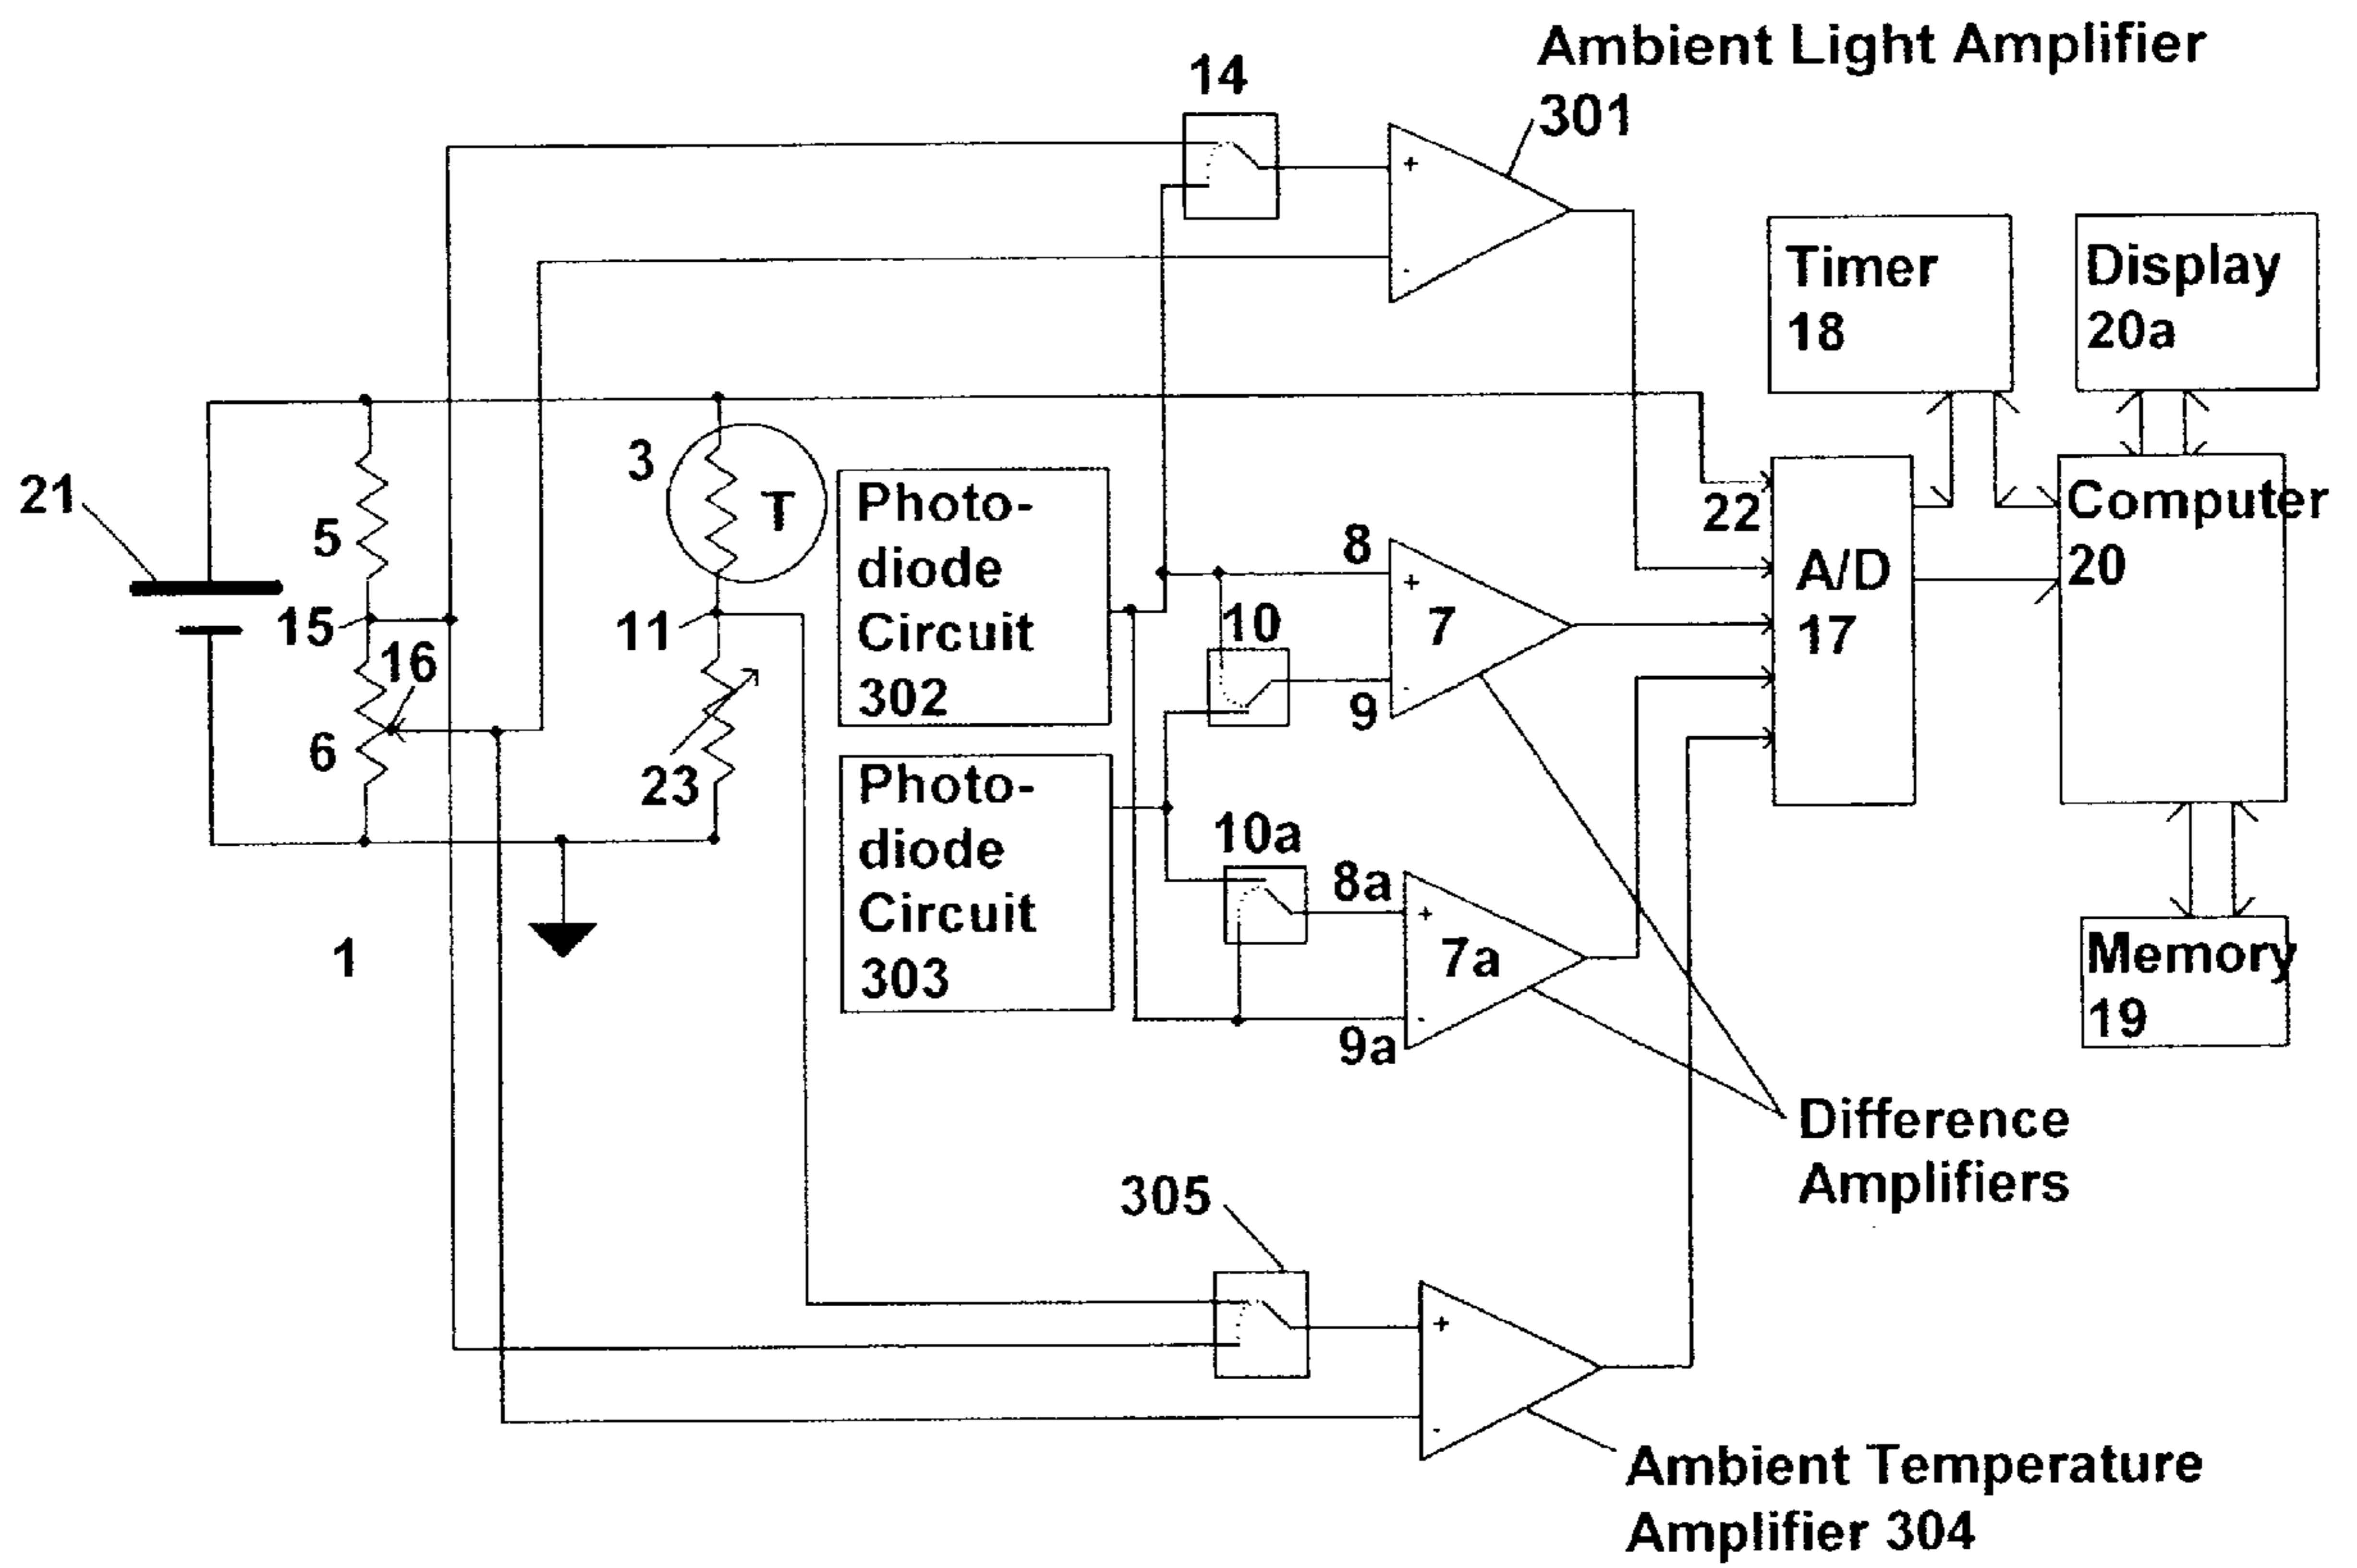 Ambient Light Amplifier
301
14
+
-
Timer
18
Display
20a
21
5
15
16
6
3
T
11
23
Photo-
diode
Circuit
302
8
+
7
10
9
-
22
A/D
17
Computer
20
Photo-
diode
Circuit
303
10a
8a
+
7a
-
9a
Memory
19
1
Difference
Amplifiers
305
+
-
Ambient Temperature
Amplifier 304